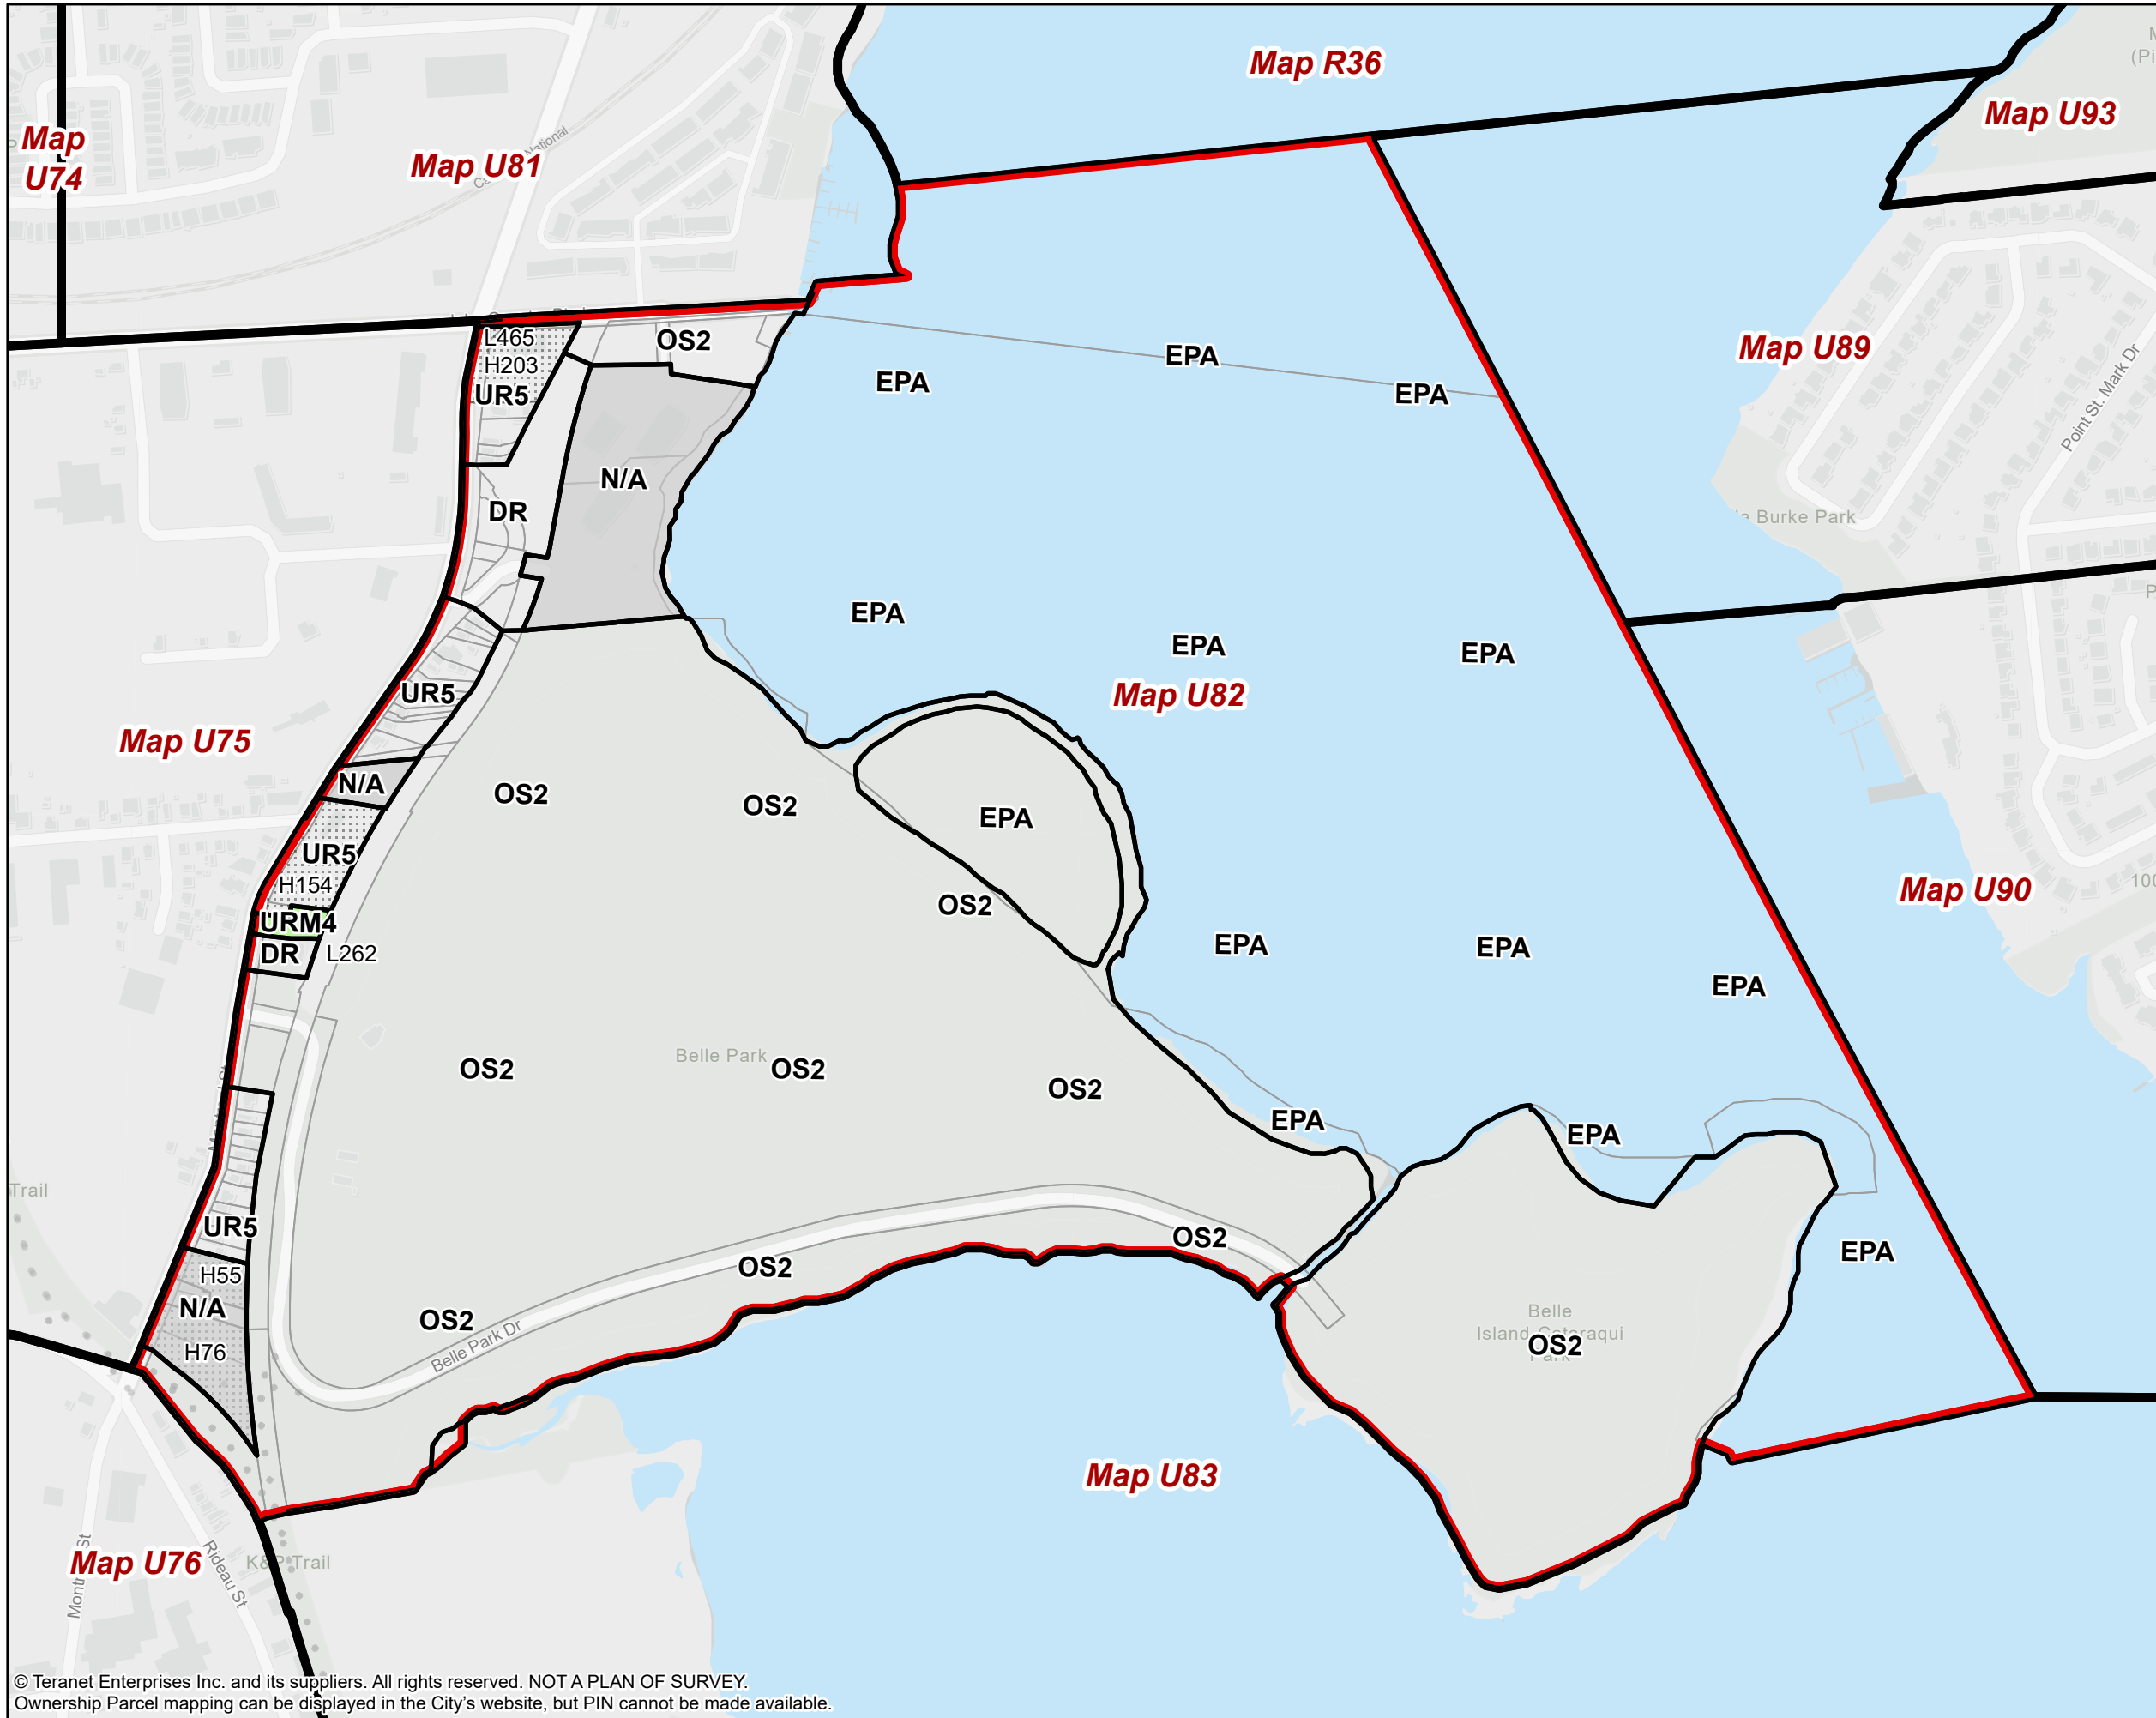 Map R36
Map U93
Map
U74
Map U81
National
L465
H203
UR5
OS2
EPA
EPA
EPA
Map U89
Point St. Mark Dr
N/A
DR
Burke Park
EPA
EPA
EPA
UR5
Map U82
Map U75
N/A
OS2
OS2
EPA
UR5
H154
OS2
Map U90
URM4
DR
L262
EPA
EPA
EPA
OS2
Belle Park
OS2
OS2
EPA
EPA
Trail
UR5
OS2
EPA
H55
OS2
N/A
OS2
Belle
Island Cataraqui
OS2
Park
H76
Belle Park Dr
Map U83
Map U76
K&P Trail
Rideau St
© Teranet Enterprises Inc. and its suppliers. All rights reserved. NOT A PLAN OF SURVEY.
Ownership Parcel mapping can be displayed in the City's website, but PIN cannot be made available.